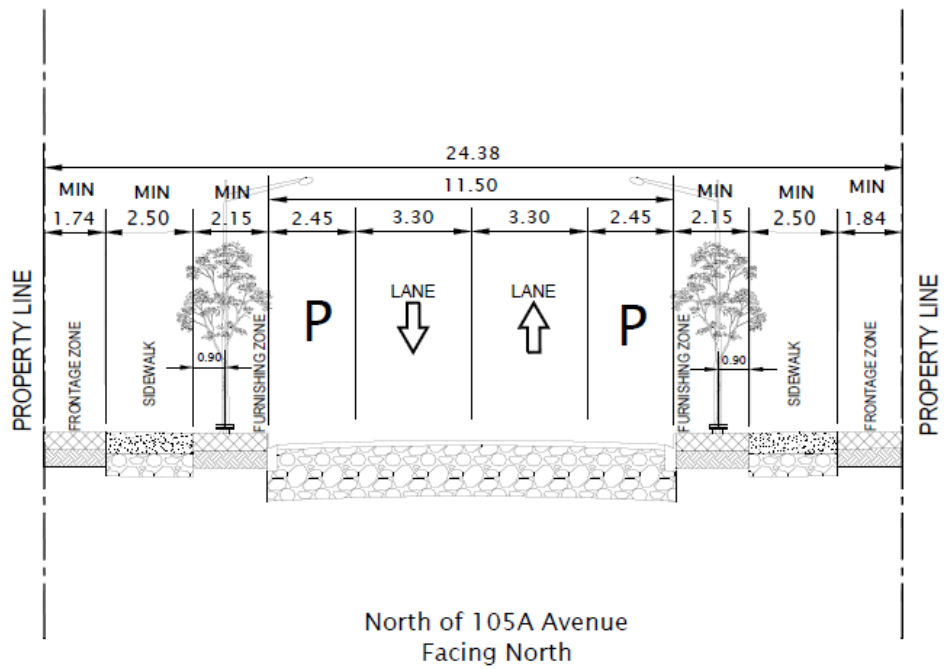 24.38
11.50
MIN MIN MIN MIN MIN MIN
1.74 2.50 2.15 2.45 3.30 3.30 2.45 2.15 2.50 1.84
PROPERTY LINE
FRONTAGE ZONE
SIDEWALK
0.90
FURNISHING ZONE
P
LANE
LANE
P
FURNISHING ZONE
0.90
SIDEWALK
FRONTAGE ZONE
PROPERTY LINE
North of 105A Avenue
Facing North